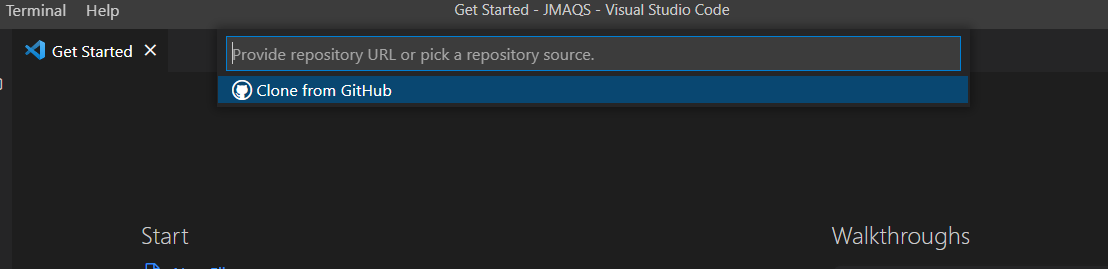 Terminal Help Get Started - JMAQS - Visual Studio Code
Get Started
Provide repository URL or pick a repository source.
Clone from GitHub
Start
Walkthroughs